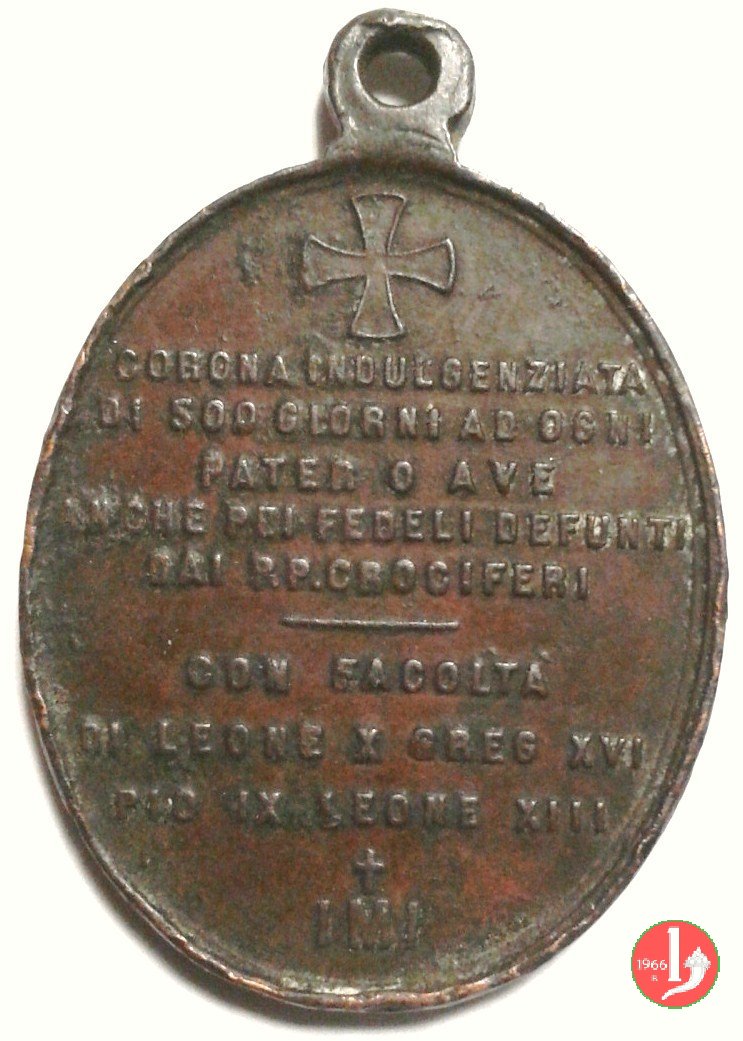 CORONA INDULGENZIATA
DI 500 GIORNI AD OGNI
PATER O AVE
ANCHE PEI FEDELI DEFUNTI
DAI P.P. CROCIFERI
CON FACOLTÀ
DI LEONE X GREG XVI
PIO IX LEONE XIII
I M I
1966
R